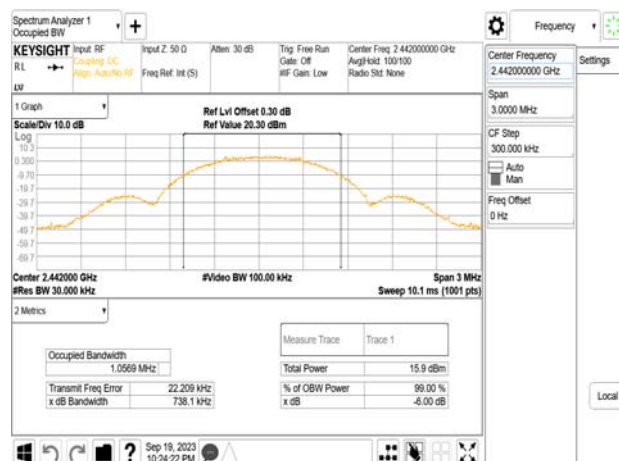 Spectrum Analyzer 1
Occupied BW
Frequency
KEYSIGHT
RL
Input: RF
Coupling: DC
Align: Auto/No RF
Input Z: 50 Ω
Freq Ref: Int (S)
Atten: 30 dB
Trig: Free Run
Gate: Off
#IF Gain: Low
Center Freq: 2.442000000 GHz
Avg|Hold: 100/100
Radio Std: None
Center Frequency
2.442000000 GHz
Settings
Span
3.0000 MHz
CF Step
300.000 kHz
Auto
Man
Freq Offset
0 Hz
Local
1 Graph
Scale/Div 10.0 dB
Ref Lvl Offset 0.30 dB
Ref Value 20.30 dBm
Log
10.3
0.300
-9.70
-19.7
-29.7
-39.7
-49.7
-59.7
-69.7
Center 2.442000 GHz
#Res BW 30.000 kHz
#Video BW 100.00 kHz
Span 3 MHz
Sweep 10.1 ms (1001 pts)
2 Metrics
Measure Trace Trace 1
Occupied Bandwidth
1.0569 MHz
Total Power 15.9 dBm
Transmit Freq Error 22.209 kHz
% of OBW Power 99.00 %
x dB Bandwidth 738.1 kHz
x dB -6.00 dB
Sep 19, 2023
10:24:22 PM